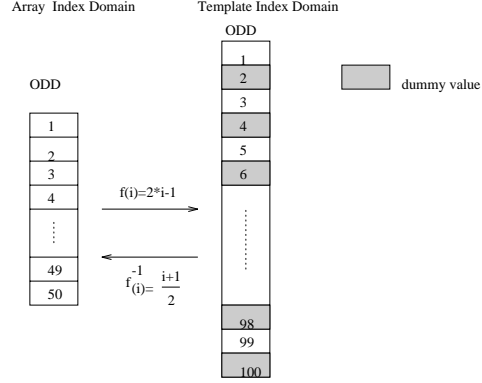 Array Index Domain
Template Index Domain
ODD
ODD
dummy value
1
2
3
4
49
50
f(i)=2*i-1
f^-1(i)= i+1/2
1
2
3
4
5
6
98
99
100